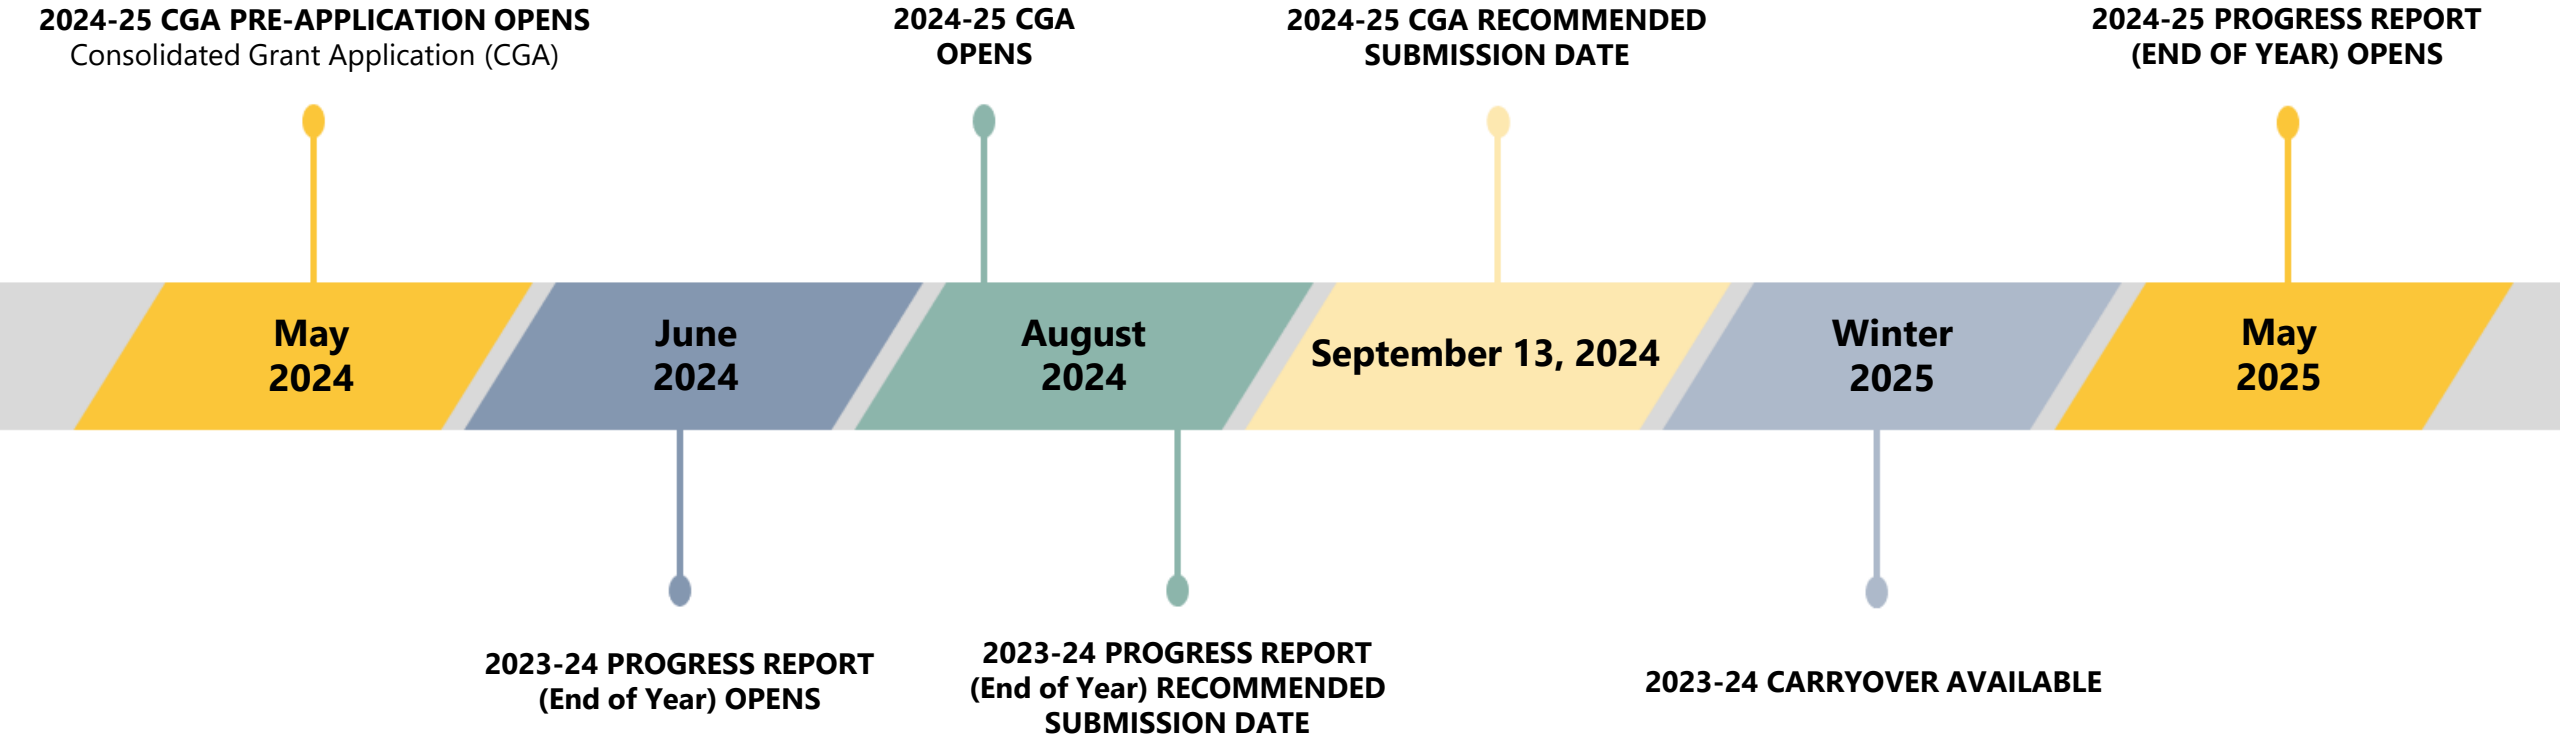 2024-25 CGA PRE-APPLICATION OPENS
Consolidated Grant Application (CGA)
2024-25 CGA
OPENS
2024-25 CGA RECOMMENDED
SUBMISSION DATE
2024-25 PROGRESS REPORT
(END OF YEAR) OPENS
May
2024
June
2024
August
2024
September 13, 2024
Winter
2025
May
2025
2023-24 PROGRESS REPORT
(End of Year) OPENS
2023-24 PROGRESS REPORT
(End of Year) RECOMMENDED
SUBMISSION DATE
2023-24 CARRYOVER AVAILABLE